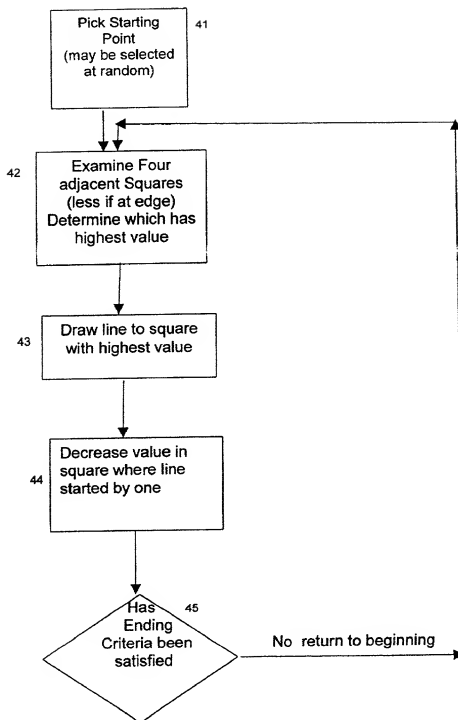 Pick Starting
Point
(may be selected
at random)
41
42
Examine Four
adjacent Squares
(less if at edge)
Determine which has
highest value
43
Draw line to square
with highest value
44
Decrease value in
square where line
started by one
Has 45
Ending
Criteria been
satisfied
No return to beginning